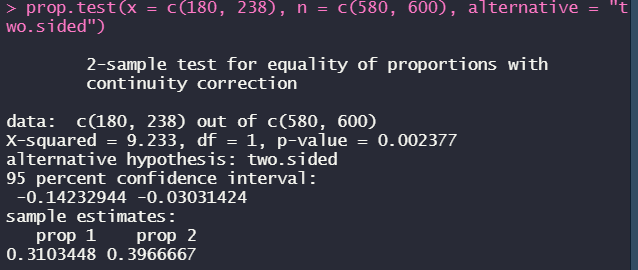 > prop.test(x = c(180, 238), n = c(580, 600), alternative = "t
wo.sided")
2-sample test for equality of proportions with
continuity correction
data:  c(180, 238) out of c(580, 600)
X-squared = 9.233, df = 1, p-value = 0.002377
alternative hypothesis: two.sided
95 percent confidence interval:
-0.14232944 -0.03031424
sample estimates:
prop 1    prop 2
0.3103448 0.3966667